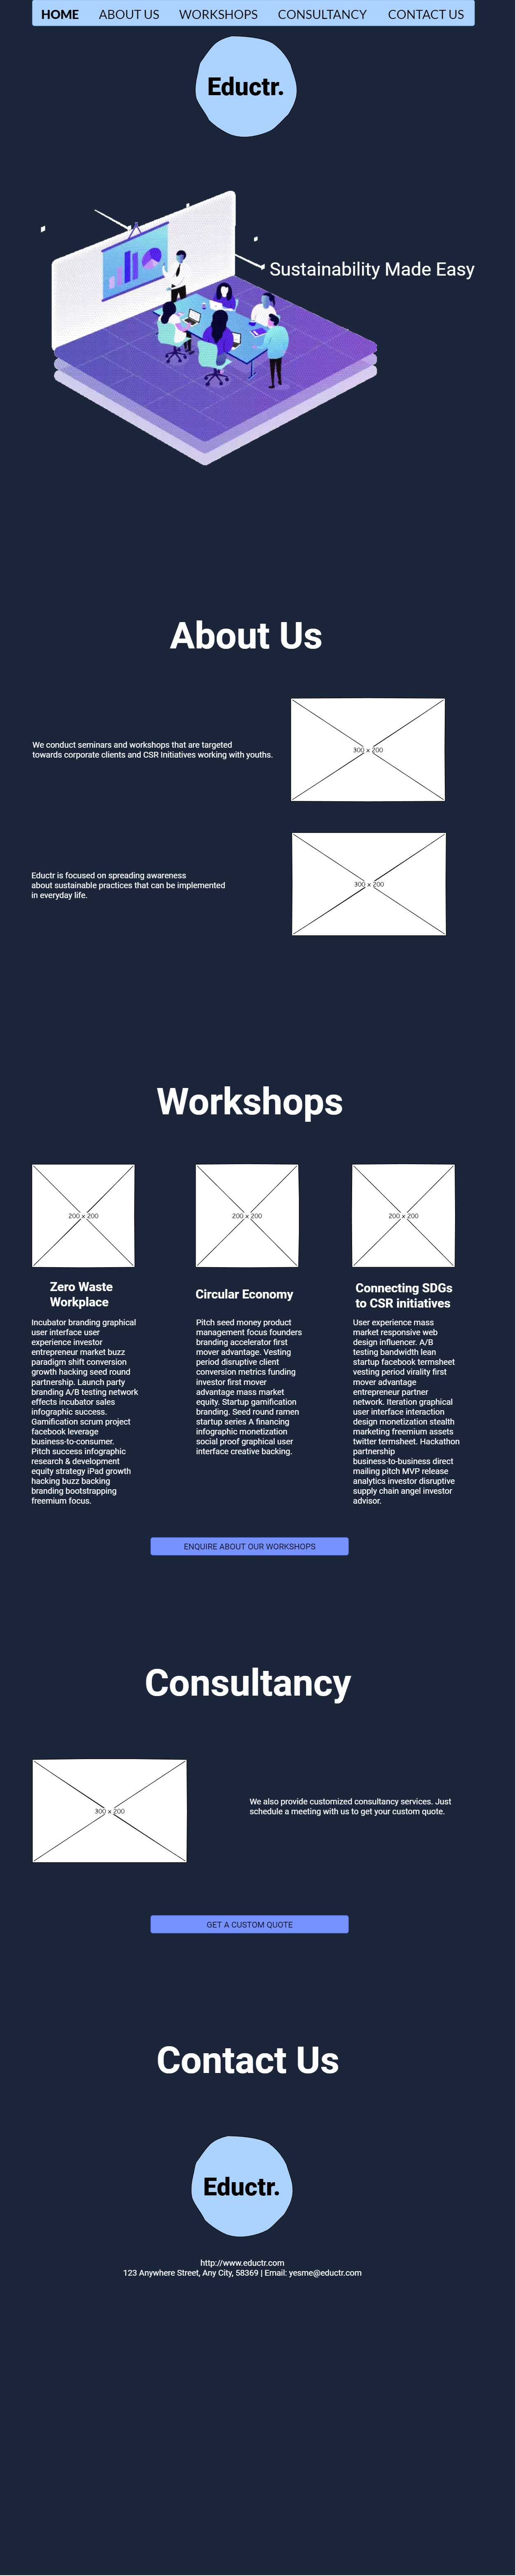 HOME ABOUT US WORKSHOPS CONSULTANCY CONTACT US
Eductr.
Sustainability Made Easy
About Us
We conduct seminars and workshops that are targeted
towards corporate clients and CSR Initiatives working with youths.
300 x 200
Eductr is focused on spreading awareness
about sustainable practices that can be implemented
in everyday life.
300 x 200
Workshops
200 x 200
200 x 200
200 x 200
Zero Waste
Workplace
Incubator branding graphical
user interface user
experience investor
entrepreneur market buzz
paradigm shift conversion
growth hacking seed round
partnership. Launch party
branding A/B testing network
effects incubator sales
infographic success.
Gamification scrum project
facebook leverage
business-to-consumer.
Pitch success infographic
research & development
equity strategy iPad growth
hacking buzz backing
branding bootstrapping
freemium focus.
Circular Economy
Pitch seed money product
management focus founders
branding accelerator first
mover advantage. Vesting
period disruptive client
conversion metrics funding
investor first mover
advantage mass market
equity. Startup gamification
branding. Seed round ramen
startup series A financing
infographic monetization
social proof graphical user
interface creative backing.
Connecting SDGs
to CSR initiatives
User experience mass
market responsive web
design influencer. A/B
testing bandwidth lean
startup facebook termsheet
vesting period virality first
mover advantage
entrepreneur partner
network. Iteration graphical
user interface interaction
design monetization stealth
marketing freemium assets
twitter termsheet. Hackathon
partnership
business-to-business direct
mailing pitch MVP release
analytics investor disruptive
supply chain angel investor
advisor.
ENQUIRE ABOUT OUR WORKSHOPS
Consultancy
300 x 200
We also provide customized consultancy services. Just
schedule a meeting with us to get your custom quote.
GET A CUSTOM QUOTE
Contact Us
Eductr.
http://www.eductr.com
123 Anywhere Street, Any City, 58369 | Email: yesme@eductr.com